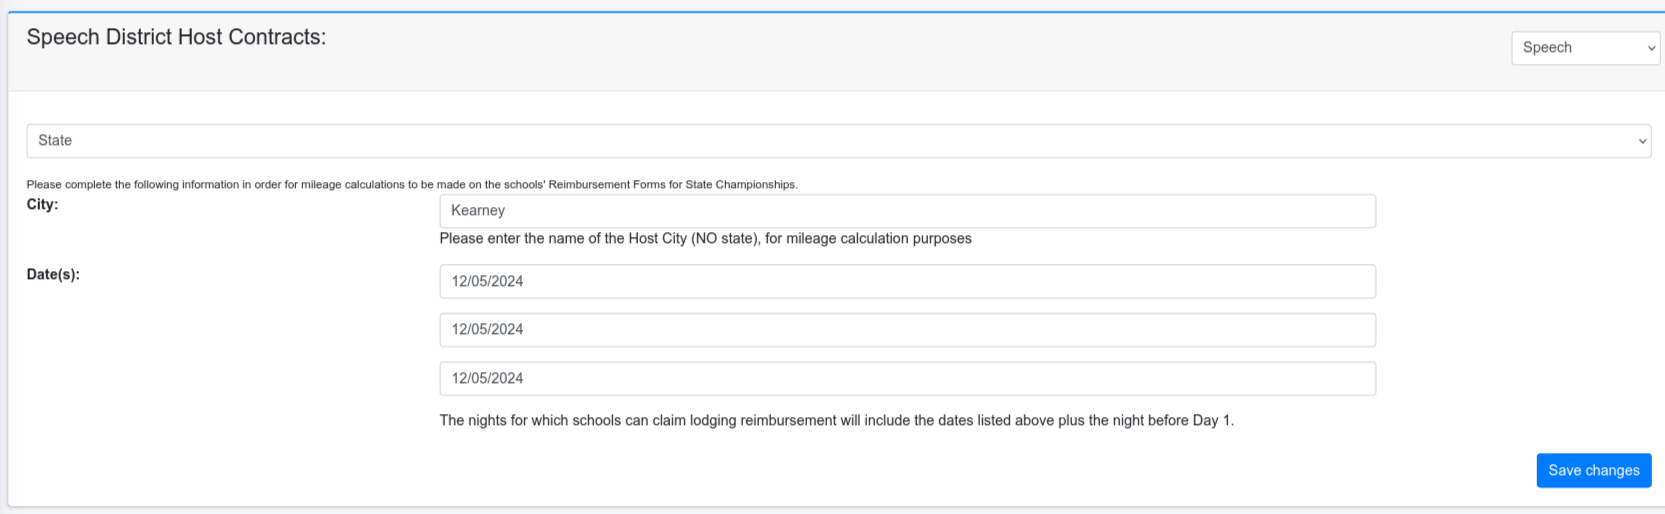 Speech District Host Contracts:
Speech
State
Please complete the following information in order for mileage calculations to be made on the schools' Reimbursement Forms for State Championships.
City:
Kearney
Please enter the name of the Host City (NO state), for mileage calculation purposes
Date(s):
12/05/2024
12/05/2024
12/05/2024
The nights for which schools can claim lodging reimbursement will include the dates listed above plus the night before Day 1.
Save changes